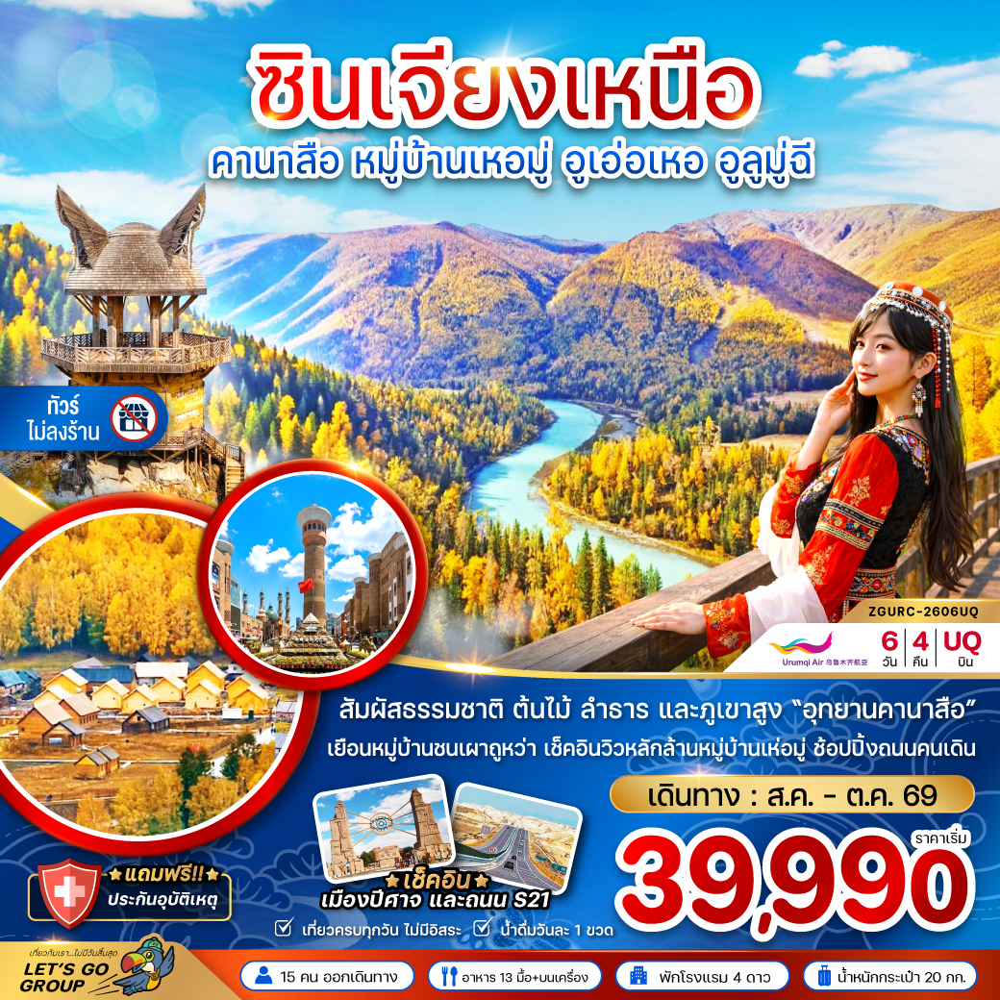 ซินเจียงเหนือ
คานาสือ หมู่บ้านเหอมู่ อูเอ่อเหอ อูลูมู่ฉี
ทัวร์
ไม่ลงร้าน
ZGURC-2606UQ
Urumqi Air 乌鲁木齐航空
6 วัน
4 คืน
UQ บิน
สัมผัสธรรมชาติ ต้นไม้ ลำธาร และภูเขาสูง “อุทยานคานาสือ”
เยือนหมู่บ้านชนเผาถูหว่า เช็คอินวิวหลักล้านหมู่บ้านเห่อมู่ ช้อปปิ้งถนนคนเดิน
เดินทาง : ส.ค. - ต.ค. 69
ราคาเริ่ม
39,990
เช็คอิน
เมืองปีศาจ และถนน S21
แถมฟรี!!
ประกันอุบัติเหตุ
เที่ยวครบทุกวัน ไม่มีอิสระ
น้ำดื่มวันละ 1 ขวด
เที่ยวกับเรา...ไม่มีวันสิ้นสุด
LET'S GO
GROUP
15 คน ออกเดินทาง
อาหาร 13 มื้อ+บนเครื่อง
พักโรงแรม 4 ดาว
น้ำหนักกระเป๋า 20 กก.